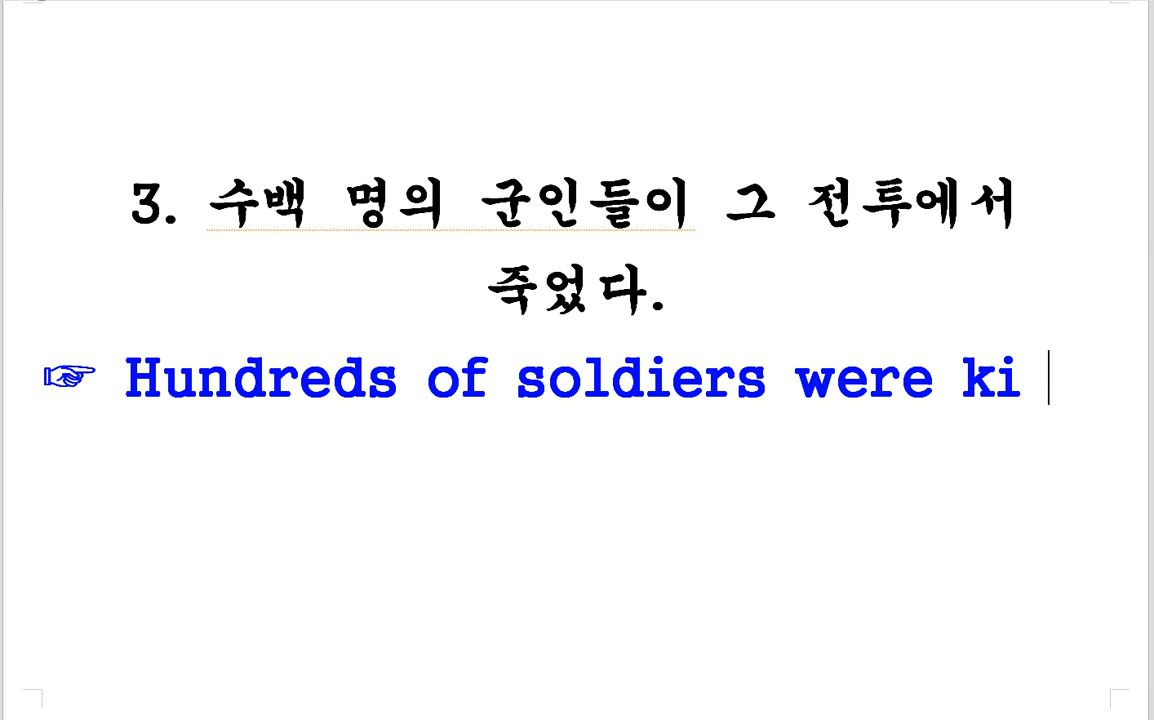 3. 수백 명의 군인들이 그 전투에서
죽었다.
☞ Hundreds of soldiers were ki